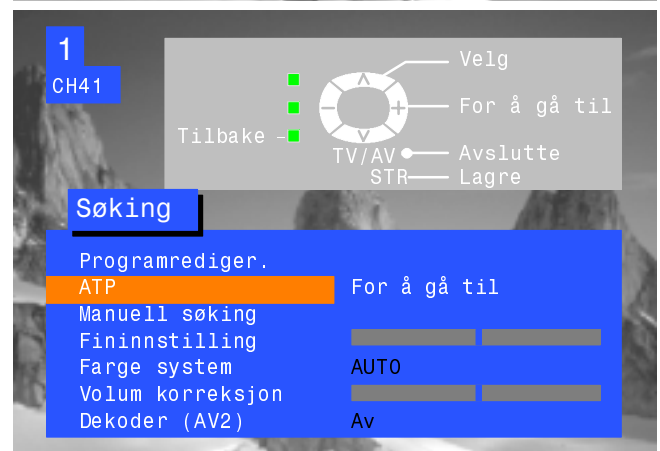 1
CH41
Velg
For å gå til
Tilbake
TV/AV Avslutte
STR Lagre
Søking
Programrediger.
ATP For å gå til
Manuell søking
Fininnstilling
Farge system AUTO
Volum korreksjon
Dekoder (AV2) Av